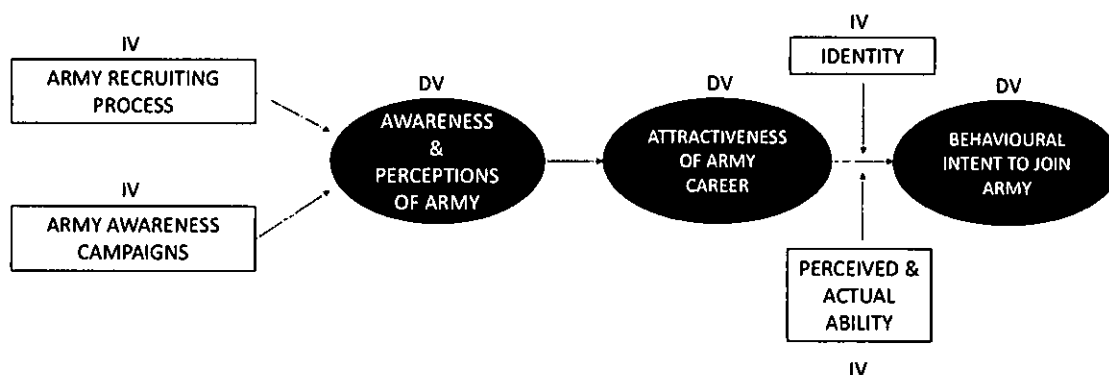 IV
ARMY RECRUITING
PROCESS
IV
ARMY AWARENESS
CAMPAIGNS
DV
AWARENESS
&
PERCEPTIONS
OF ARMY
DV
ATTRACTIVENESS
OF ARMY
CAREER
IV
IDENTITY
DV
BEHAVIOURAL
INTENT TO JOIN
ARMY
PERCEIVED &
ACTUAL
ABILITY
IV